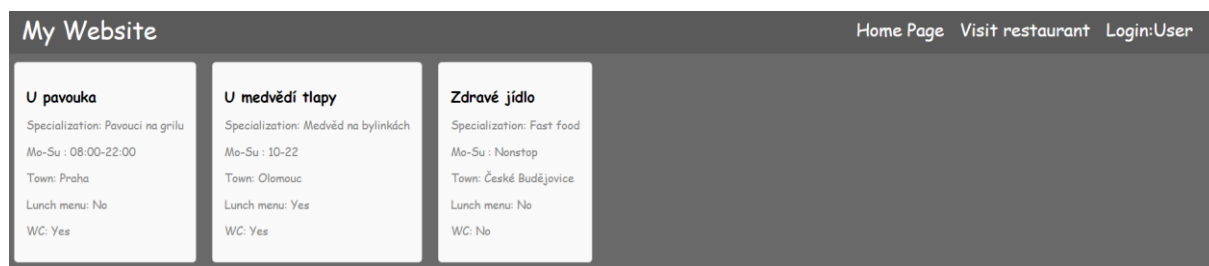 My Website
Home Page Visit restaurant Login:User
U pavouka
Specialization: Pavouci na grilu
Mo-Su : 08:00-22:00
Town: Praha
Lunch menu: No
WC: Yes
U medvědí tlapy
Specialization: Medvěd na bylinkách
Mo-Su : 10-22
Town: Olomouc
Lunch menu: Yes
WC: Yes
Zdravé jídlo
Specialization: Fast food
Mo-Su : Nonstop
Town: České Budějovice
Lunch menu: No
WC: No